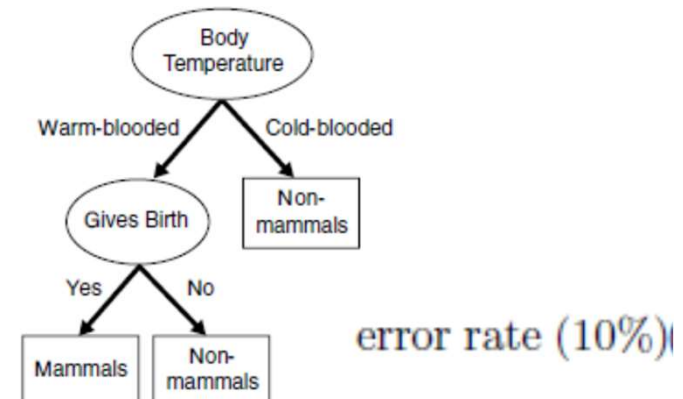 Body
Temperature
Warm-blooded
Cold-blooded
Gives Birth
Non-
mammals
Yes
No
Mammals
Non-
mammals
error rate (10%)(